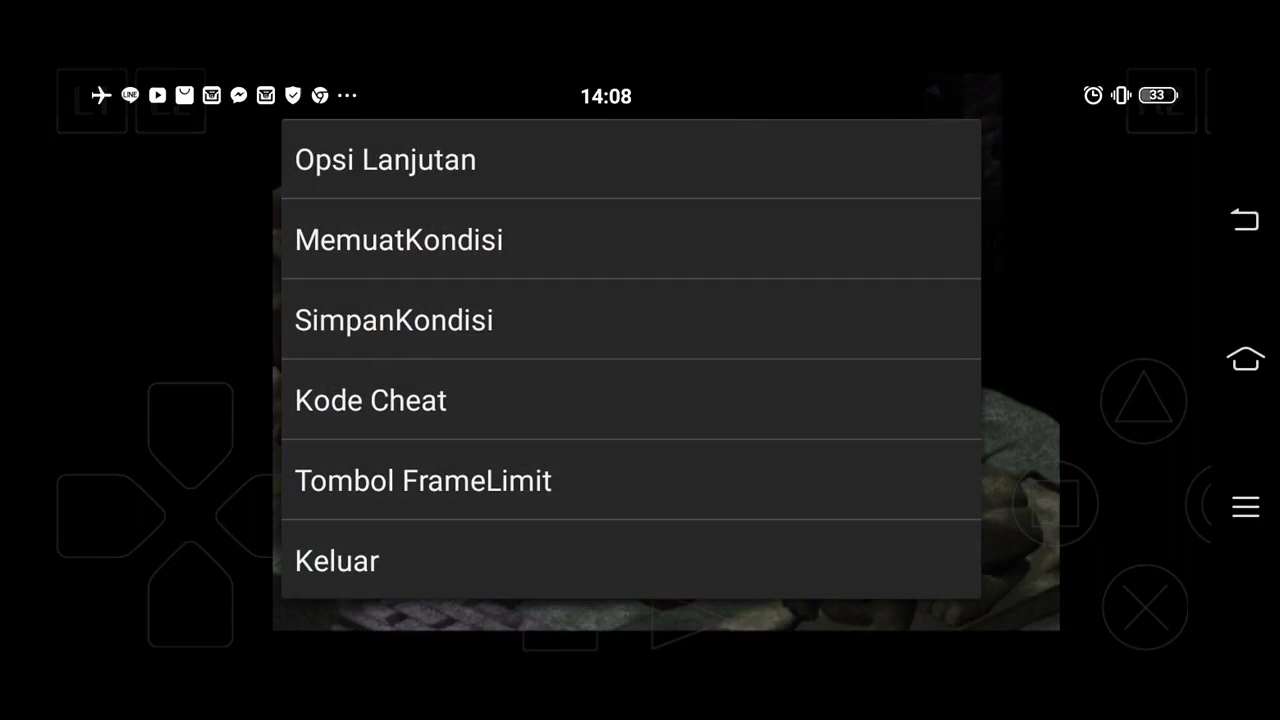 14:08
33
Opsi Lanjutan
MemuatKondisi
SimpanKondisi
Kode Cheat
Tombol FrameLimit
Keluar